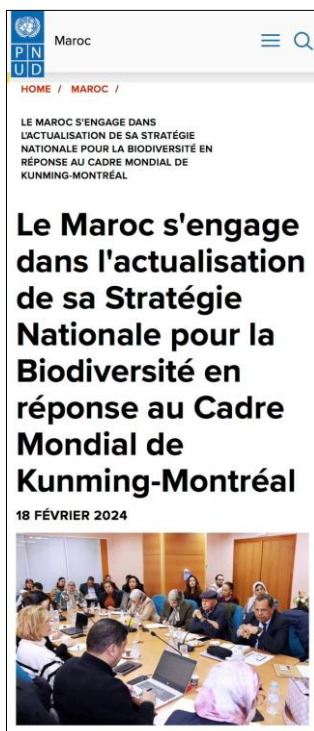 PN
UD
Maroc
HOME / MAROC /
LE MAROC S'ENGAGE DANS
L'ACTUALISATION DE SA STRATÉGIE
NATIONALE POUR LA BIODIVERSITÉ EN
RÉPONSE AU CADRE MONDIAL DE
KUNMING-MONTRÉAL
Le Maroc s'engage
dans l'actualisation
de sa Stratégie
Nationale pour la
Biodiversité en
réponse au Cadre
Mondial de
Kunming-Montréal
18 FÉVRIER 2024